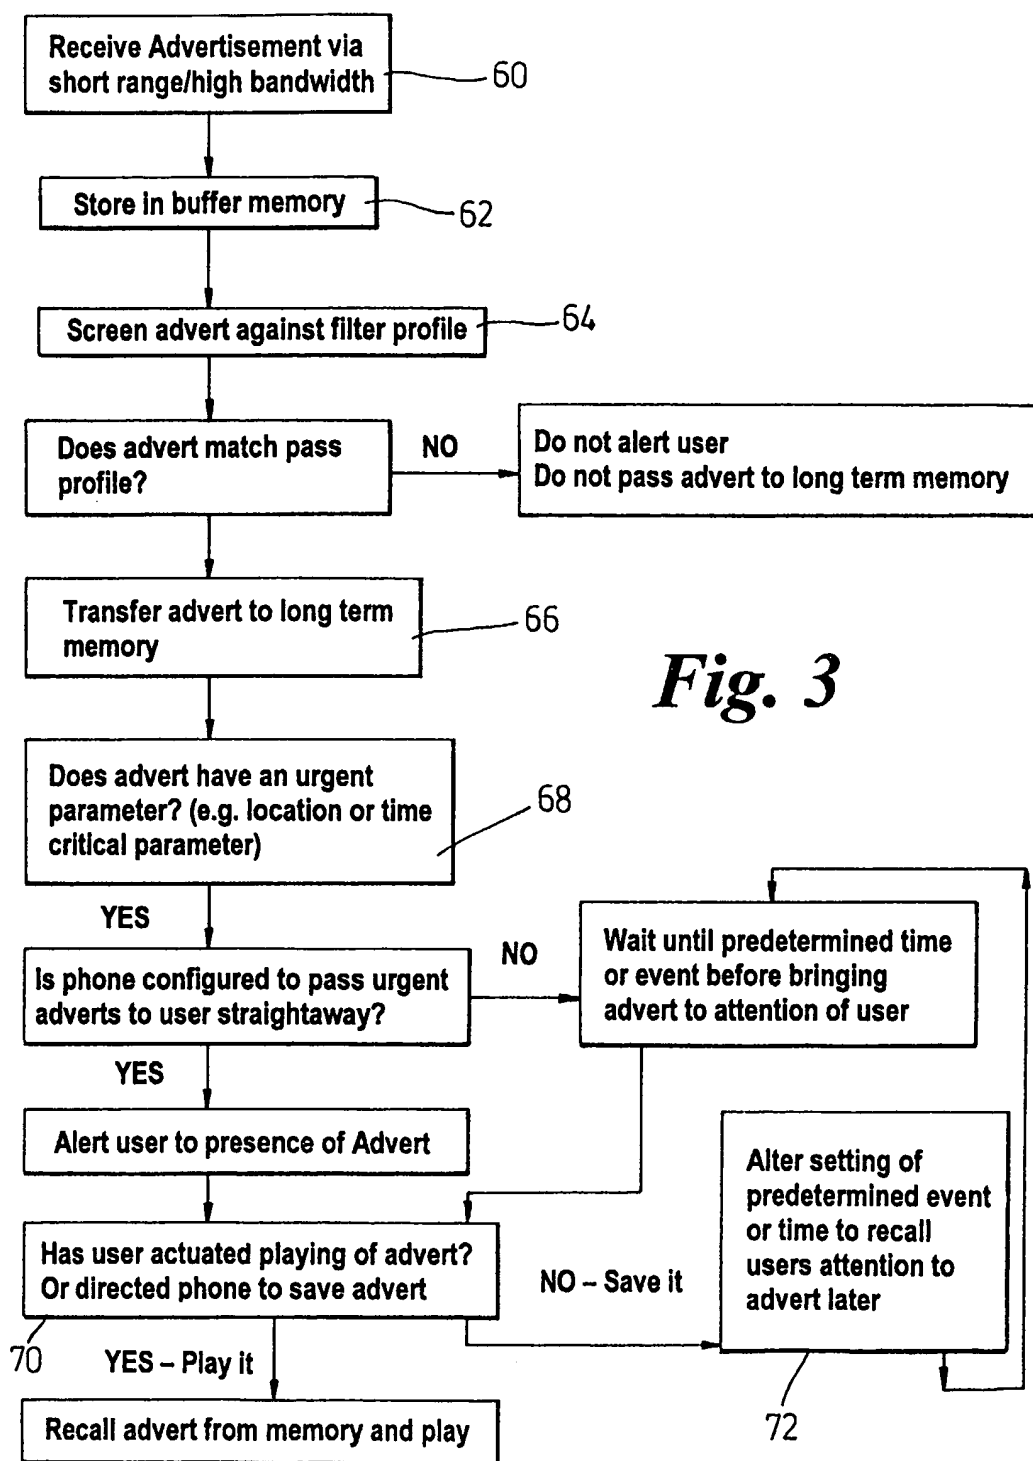 Receive Advertisement via
short range/high bandwidth
60
Store in buffer memory
62
Screen advert against filter profile
64
Does advert match pass
profile?
NO
Do not alert user
Do not pass advert to long term memory
Transfer advert to long term
memory
66
Fig. 3
Does advert have an urgent
parameter? (e.g. location or time
critical parameter)
68
YES
Is phone configured to pass urgent
adverts to user straightaway?
NO
Wait until predetermined time
or event before bringing
advert to attention of user
YES
Alert user to presence of Advert
Has user actuated playing of advert?
Or directed phone to save advert
70
NO – Save it
Alter setting of
predetermined event
or time to recall
users attention to
advert later
72
YES – Play it
Recall advert from memory and play